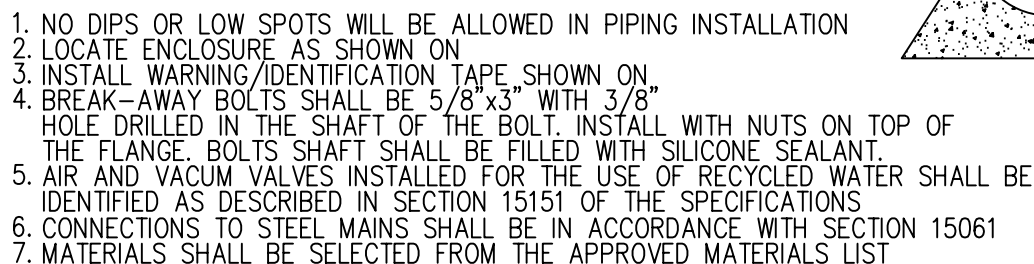 1. NO DIPS OR LOW SPOTS WILL BE ALLOWED IN PIPING INSTALLATION
2. LOCATE ENCLOSURE AS SHOWN ON
3. INSTALL WARNING/IDENTIFICATION TAPE SHOWN ON
4. BREAK-AWAY BOLTS SHALL BE 5/8"x3" WITH 3/8"
HOLE DRILLED IN THE SHAFT OF THE BOLT. INSTALL WITH NUTS ON TOP OF
THE FLANGE. BOLTS SHAFT SHALL BE FILLED WITH SILICONE SEALANT.
5. AIR AND VACUM VALVES INSTALLED FOR THE USE OF RECYCLED WATER SHALL BE
IDENTIFIED AS DESCRIBED IN SECTION 15151 OF THE SPECIFICATIONS
6. CONNECTIONS TO STEEL MAINS SHALL BE IN ACCORDANCE WITH SECTION 15061
7. MATERIALS SHALL BE SELECTED FROM THE APPROVED MATERIALS LIST